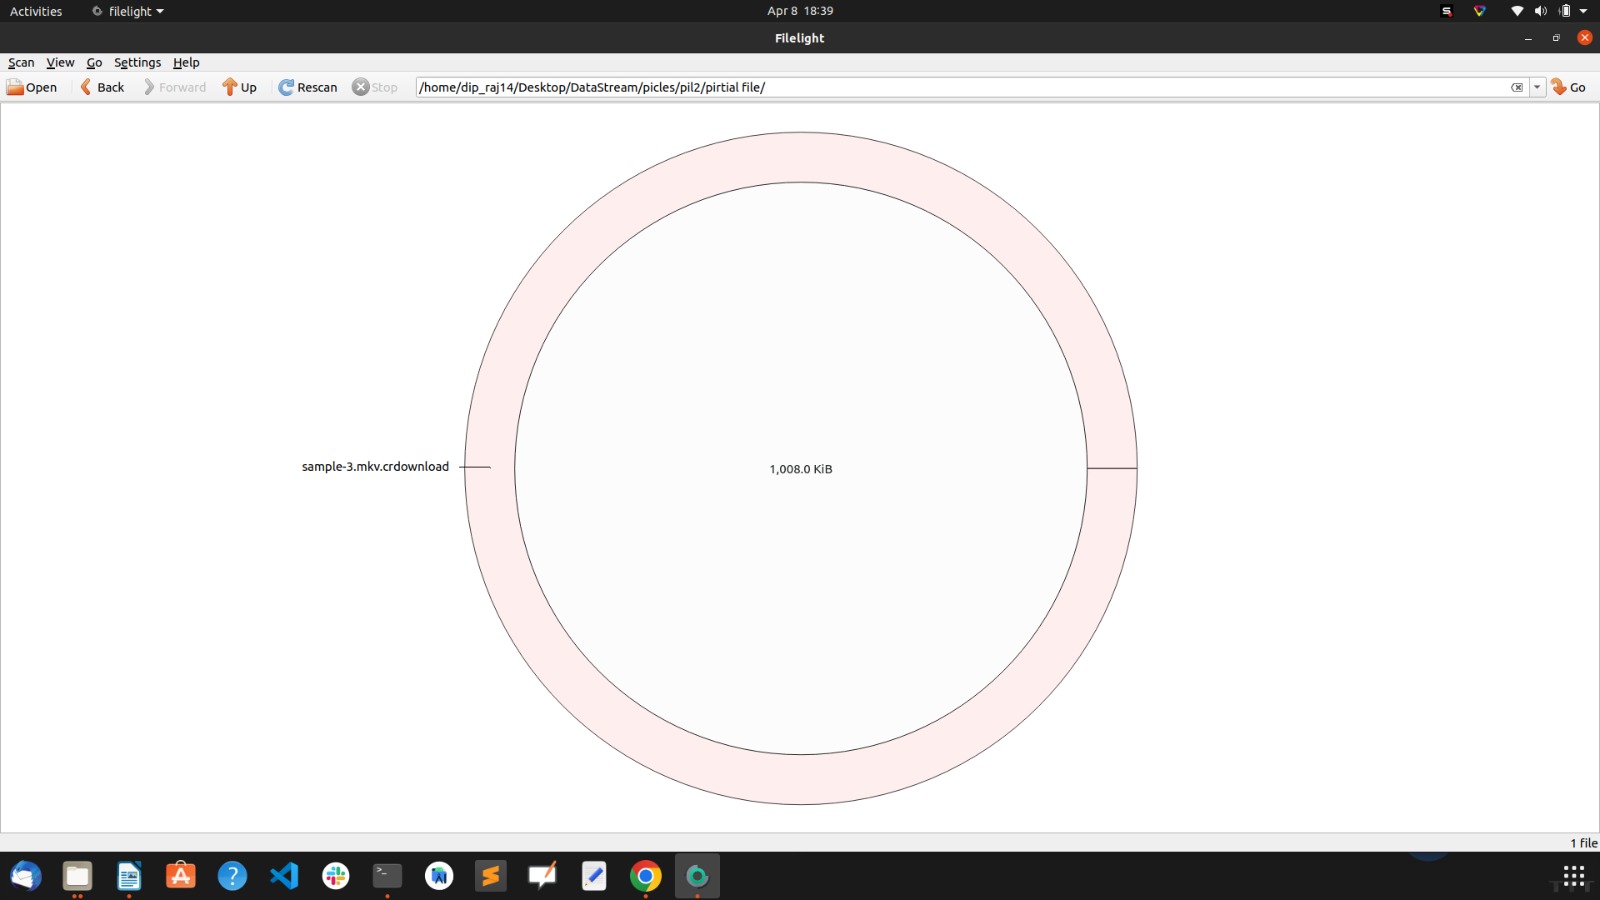 Activities filelight Apr 8 18:39
Filelight
Scan View Go Settings Help
Open Back Forward Up Rescan Stop /home/dip_raj14/Desktop/DataStream/picles/pil2/pirtial file/ Go
sample-3.mkv.crdownload
1,008.0 KiB
1 file